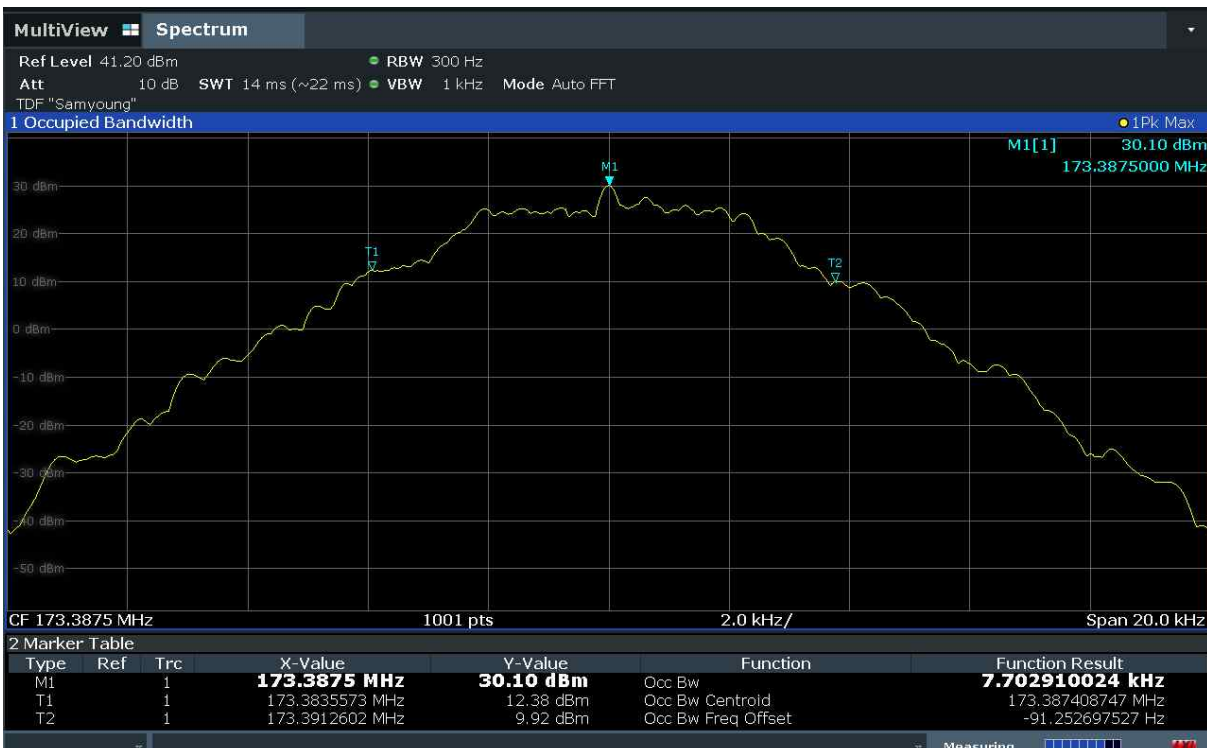 MultiView Spectrum
Ref Level 41.20 dBm RBW 300 Hz
Att 10 dB SWT 14 ms (~22 ms) VBW 1 kHz Mode Auto FFT
TDF "Samyoung"
1 Occupied Bandwidth 1Pk Max
M1[1] 30.10 dBm
173.3875000 MHz
M1
30 dBm
20 dBm
T1
T2
10 dBm
0 dBm
-10 dBm
-20 dBm
-30 dBm
-40 dBm
-50 dBm
CF 173.3875 MHz 1001 pts 2.0 kHz/ Span 20.0 kHz
2 Marker Table
Type Ref Trc X-Value Y-Value Function Function Result
M1 1 173.3875 MHz 30.10 dBm Occ Bw 7.702910024 kHz
T1 1 173.3835573 MHz 12.38 dBm Occ Bw Centroid 173.387408747 MHz
T2 1 173.3912602 MHz 9.92 dBm Occ Bw Freq Offset -91.252697527 Hz
Measuring